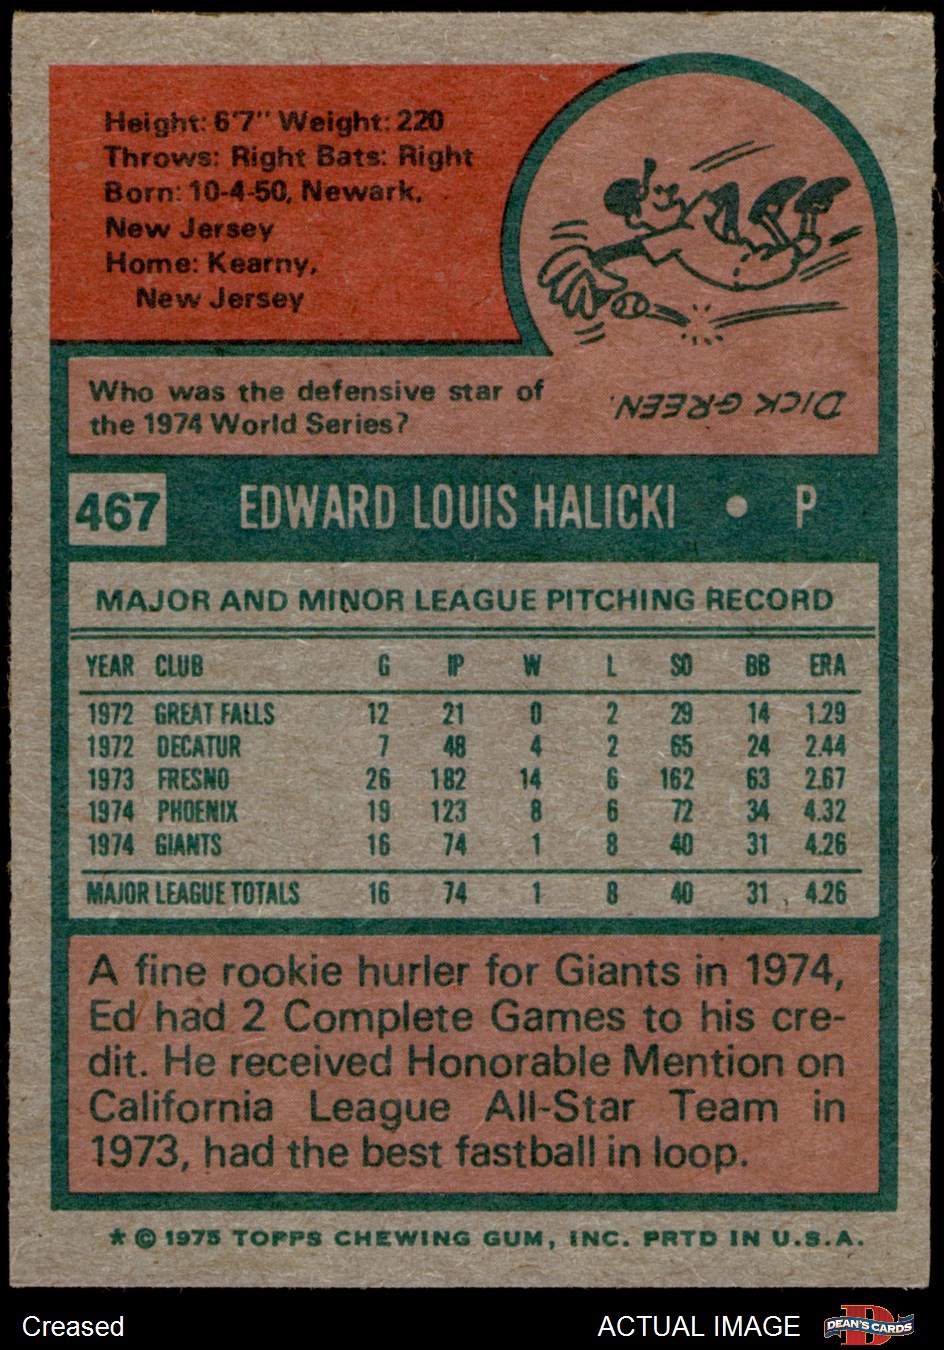 Height: 6'7" Weight: 220
Throws: Right Bats: Right
Born: 10-4-50, Newark,
New Jersey
Home: Kearny,
New Jersey
Who was the defensive star of
the 1974 World Series?
DICK GREEN.
467 EDWARD LOUIS HALICKI • P
MAJOR AND MINOR LEAGUE PITCHING RECORD
YEAR CLUB G IP W L SO BB ERA
1972 GREAT FALLS 12 21 0 2 29 14 1.29
1972 DECATUR 7 48 4 2 65 24 2.44
1973 FRESNO 26 182 14 6 162 63 2.67
1974 PHOENIX 19 123 8 6 72 34 4.32
1974 GIANTS 16 74 1 8 40 31 4.26
MAJOR LEAGUE TOTALS 16 74 1 8 40 31 4.26
A fine rookie hurler for Giants in 1974,
Ed had 2 Complete Games to his cre-
dit. He received Honorable Mention on
California League All-Star Team in
1973, had the best fastball in loop.
* © 1975 TOPPS CHEWING GUM, INC. PRTD IN U.S.A.
Creased
ACTUAL IMAGE
DEAN'S CARDS